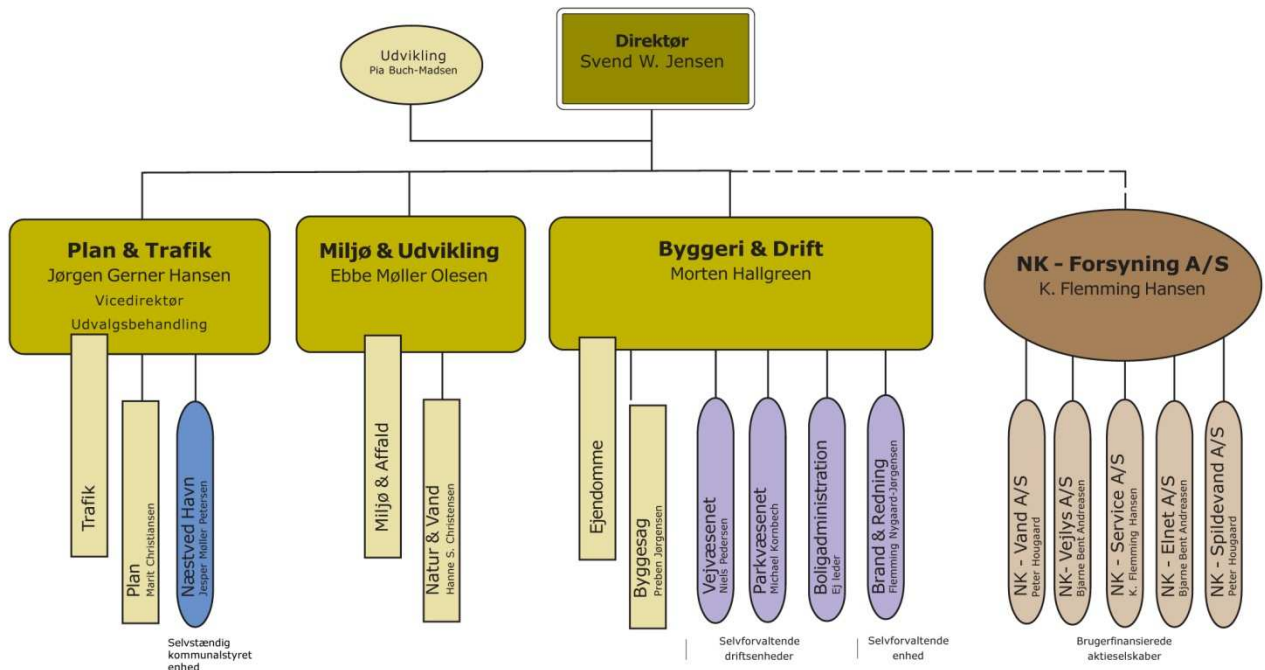 Udvikling
Pia Buch-Madsen
Direktør
Svend W. Jensen
Plan & Trafik
Jørgen Gerner Hansen
Vicedirektør
Udvalgsbehandling
Miljø & Udvikling
Ebbe Møller Olesen
Byggeri & Drift
Morten Hallgreen
NK - Forsyning A/S
K. Flemming Hansen
Trafik
Plan
Marit Christiansen
Næstved Havn
Jesper Møller Petersen
Miljø & Affald
Natur & Vand
Hanne S. Christensen
Ejendomme
Byggesag
Preben Jørgensen
Vejvæsenet
Niels Pedersen
Parkvæsenet
Michael Kornbech
Boligadministration
Ej leder
Brand & Redning
Flemming Nygaard-Jørgensen
NK - Vand A/S
Peter Hougaard
NK- Vejlys A/S
Bjarne Bent Andreasen
NK - Service A/S
K. Flemming Hansen
NK - Elnet A/S
Bjarne Bent Andreasen
NK - Spildevand A/S
Peter Hougaard
Selvstændig
kommunalstyret
enhed
Selvforvaltende
driftsenheder
Selvforvaltende
enhed
Brugerfinansierede
aktieselskaber